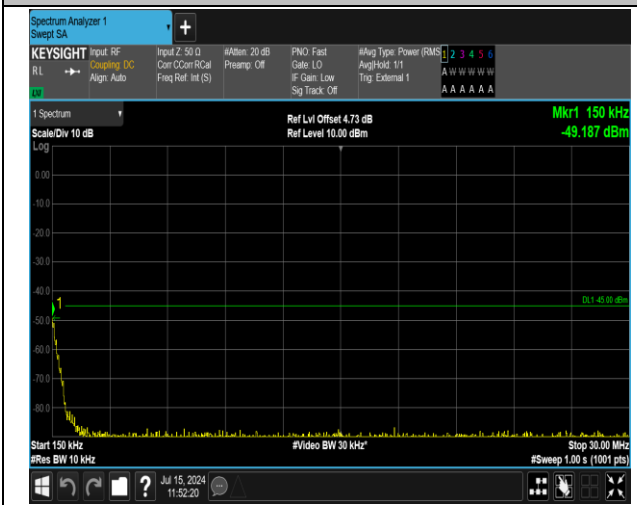 Spectrum Analyzer 1
Swept SA
+
KEYSIGHT
RL
Input: RF
Coupling: DC
Align: Auto
Input Z: 50 Ω
Corr CCorr RCal
Freq Ref: Int (S)
#Atten: 20 dB
Preamp: Off
PNO: Fast
Gate: LO
IF Gain: Low
Sig Track: Off
#Avg Type: Power (RMS
Avg|Hold: 1/1
Trig: External 1
1 2 3 4 5 6
A W W W W W
A A A A A A
1 Spectrum
Scale/Div 10 dB
Log
Ref Lvl Offset 4.73 dB
Ref Level 10.00 dBm
Mkr1 150 kHz
-49.187 dBm
0.00
-10.0
-20.0
-30.0
-40.0
1
DL1 -45.00 dBm
-50.0
-60.0
-70.0
-80.0
Start 150 kHz
#Res BW 10 kHz
#Video BW 30 kHz*
Stop 30.00 MHz
#Sweep 1.00 s (1001 pts)
?
Jul 15, 2024
11:52:20